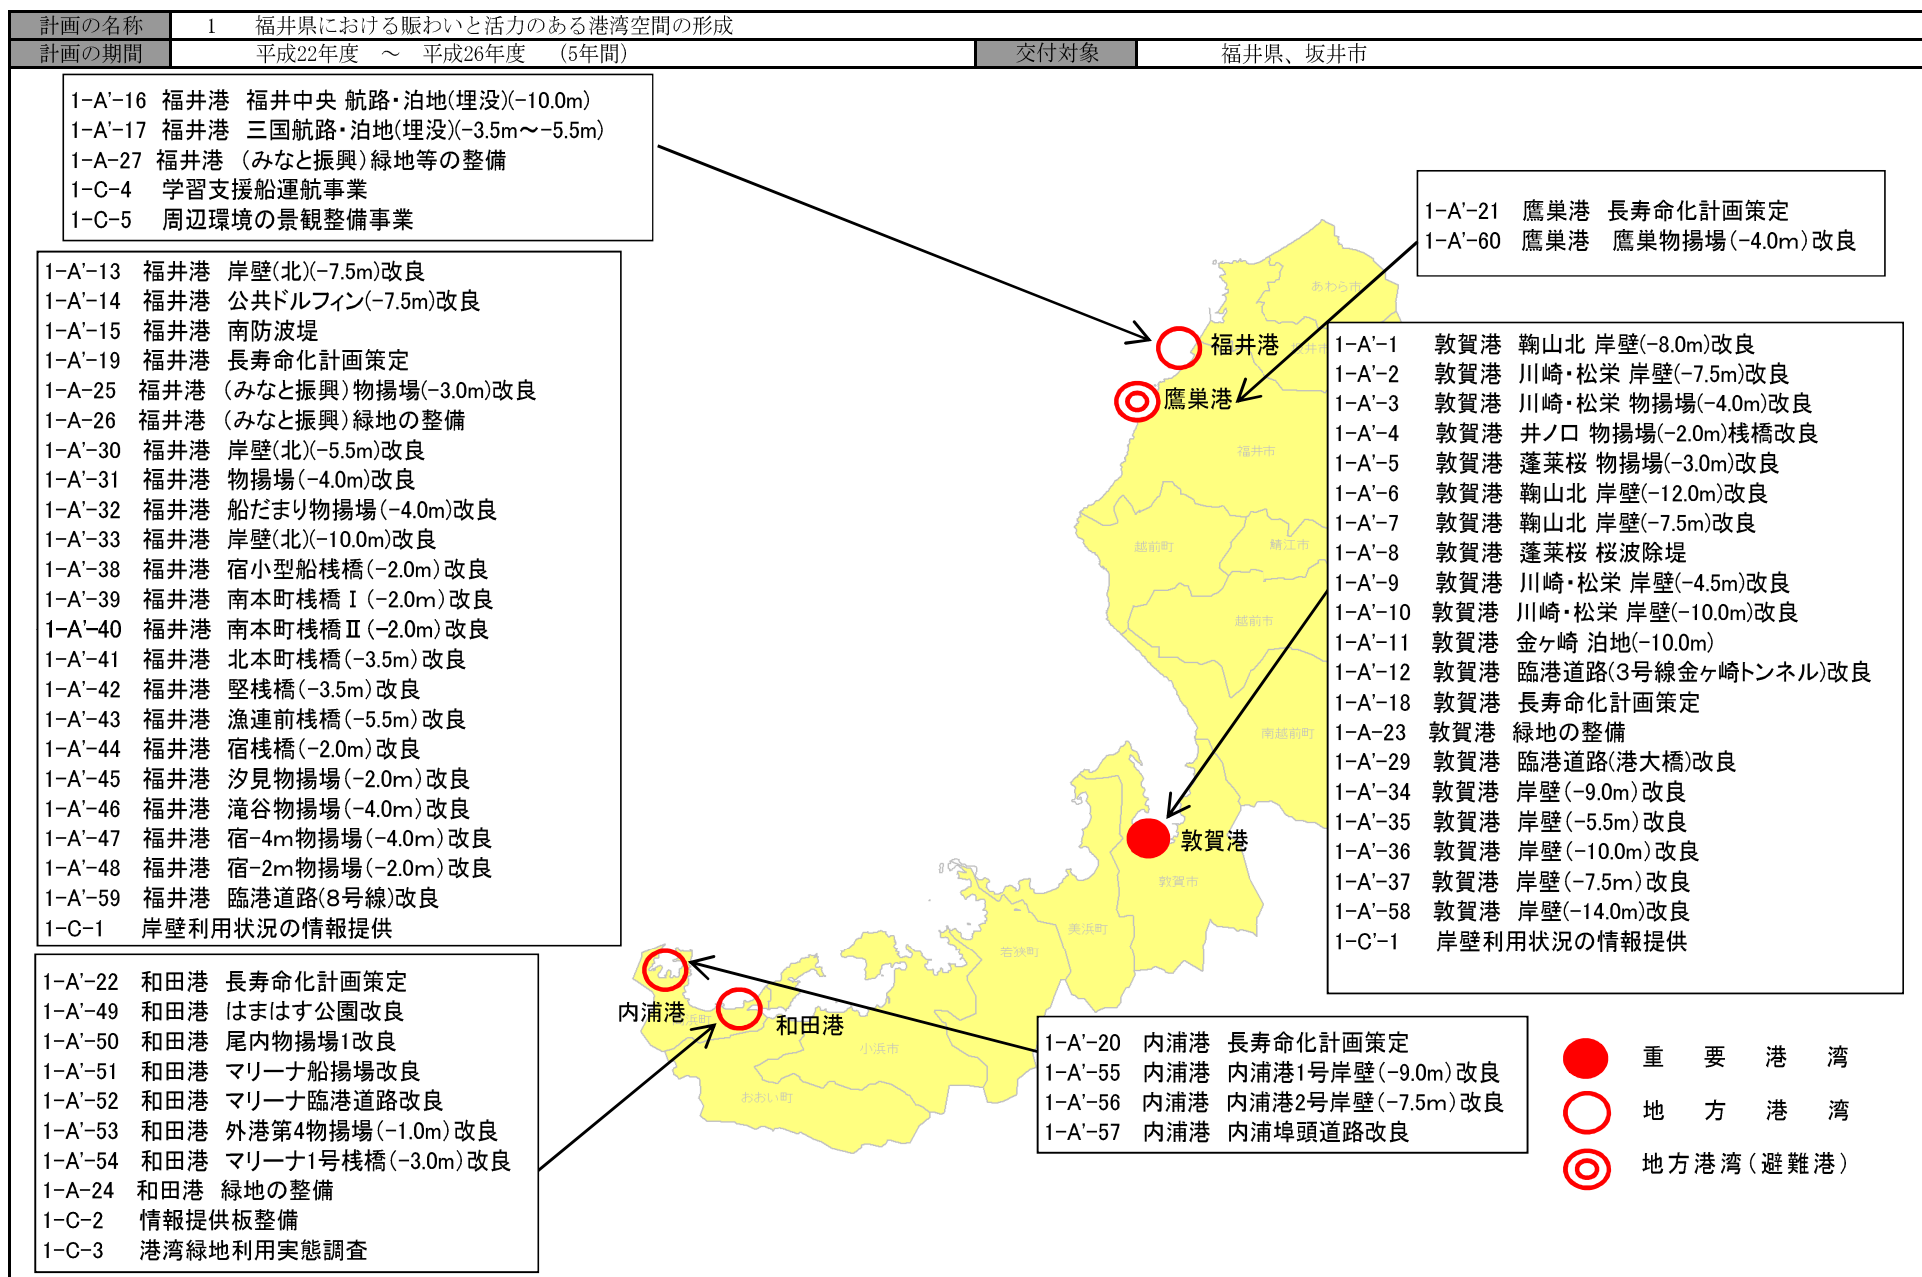 計画の名称 1 福井県における賑わいと活力のある港湾空間の形成
計画の期間 平成22年度 ～ 平成26年度 (5年間) 交付対象 福井県、坂井市
1-A'-16 福井港 福井中央 航路・泊地(埋没)(-10.0m)
1-A'-17 福井港 三国航路・泊地(埋没)(-3.5m～-5.5m)
1-A-27 福井港 (みなと振興)緑地等の整備
1-C-4 学習支援船運航事業
1-C-5 周辺環境の景観整備事業
1-A'-13 福井港 岸壁(北)(-7.5m)改良
1-A'-14 福井港 公共ドルフィン(-7.5m)改良
1-A'-15 福井港 南防波堤
1-A'-19 福井港 長寿命化計画策定
1-A-25 福井港 (みなと振興)物揚場(-3.0m)改良
1-A-26 福井港 (みなと振興)緑地の整備
1-A'-30 福井港 岸壁(北)(-5.5m)改良
1-A'-31 福井港 物揚場(-4.0m)改良
1-A'-32 福井港 船だまり物揚場(-4.0m)改良
1-A'-33 福井港 岸壁(北)(-10.0m)改良
1-A'-38 福井港 宿小型船桟橋(-2.0m)改良
1-A'-39 福井港 南本町桟橋Ⅰ(-2.0m)改良
1-A'-40 福井港 南本町桟橋Ⅱ(-2.0m)改良
1-A'-41 福井港 北本町桟橋(-3.5m)改良
1-A'-42 福井港 堅桟橋(-3.5m)改良
1-A'-43 福井港 漁連前桟橋(-5.5m)改良
1-A'-44 福井港 宿桟橋(-2.0m)改良
1-A'-45 福井港 汐見物揚場(-2.0m)改良
1-A'-46 福井港 滝谷物揚場(-4.0m)改良
1-A'-47 福井港 宿-4m物揚場(-4.0m)改良
1-A'-48 福井港 宿-2m物揚場(-2.0m)改良
1-A'-59 福井港 臨港道路(8号線)改良
1-C-1 岸壁利用状況の情報提供
1-A'-22 和田港 長寿命化計画策定
1-A'-49 和田港 はまはす公園改良
1-A'-50 和田港 尾内物揚場1改良
1-A'-51 和田港 マリーナ船揚場改良
1-A'-52 和田港 マリーナ臨港道路改良
1-A'-53 和田港 外港第4物揚場(-1.0m)改良
1-A'-54 和田港 マリーナ1号桟橋(-3.0m)改良
1-A-24 和田港 緑地の整備
1-C-2 情報提供板整備
1-C-3 港湾緑地利用実態調査
1-A'-21 鷹巣港 長寿命化計画策定
1-A'-60 鷹巣港 鷹巣物揚場(-4.0m)改良
1-A'-1 敦賀港 鞠山北 岸壁(-8.0m)改良
1-A'-2 敦賀港 川崎・松栄 岸壁(-7.5m)改良
1-A'-3 敦賀港 川崎・松栄 物揚場(-4.0m)改良
1-A'-4 敦賀港 井ノ口 物揚場(-2.0m)桟橋改良
1-A'-5 敦賀港 蓬莱桜 物揚場(-3.0m)改良
1-A'-6 敦賀港 鞠山北 岸壁(-12.0m)改良
1-A'-7 敦賀港 鞠山北 岸壁(-7.5m)改良
1-A'-8 敦賀港 蓬莱桜 桜波除堤
1-A'-9 敦賀港 川崎・松栄 岸壁(-4.5m)改良
1-A'-10 敦賀港 川崎・松栄 岸壁(-10.0m)改良
1-A'-11 敦賀港 金ヶ崎 泊地(-10.0m)
1-A'-12 敦賀港 臨港道路(3号線金ヶ崎トンネル)改良
1-A'-18 敦賀港 長寿命化計画策定
1-A-23 敦賀港 緑地の整備
1-A'-29 敦賀港 臨港道路(港大橋)改良
1-A'-34 敦賀港 岸壁(-9.0m)改良
1-A'-35 敦賀港 岸壁(-5.5m)改良
1-A'-36 敦賀港 岸壁(-10.0m)改良
1-A'-37 敦賀港 岸壁(-7.5m)改良
1-A'-58 敦賀港 岸壁(-14.0m)改良
1-C'-1 岸壁利用状況の情報提供
1-A'-20 内浦港 長寿命化計画策定
1-A'-55 内浦港 内浦港1号岸壁(-9.0m)改良
1-A'-56 内浦港 内浦港2号岸壁(-7.5m)改良
1-A'-57 内浦港 内浦埠頭道路改良
あわら市
福井港
鷹巣港
福井市
越前町
鯖江市
越前市
南越前町
敦賀港
敦賀市
美浜町
若狭町
内浦港
和田港
小浜市
おおい町
重要港湾
地方港湾
地方港湾(避難港)